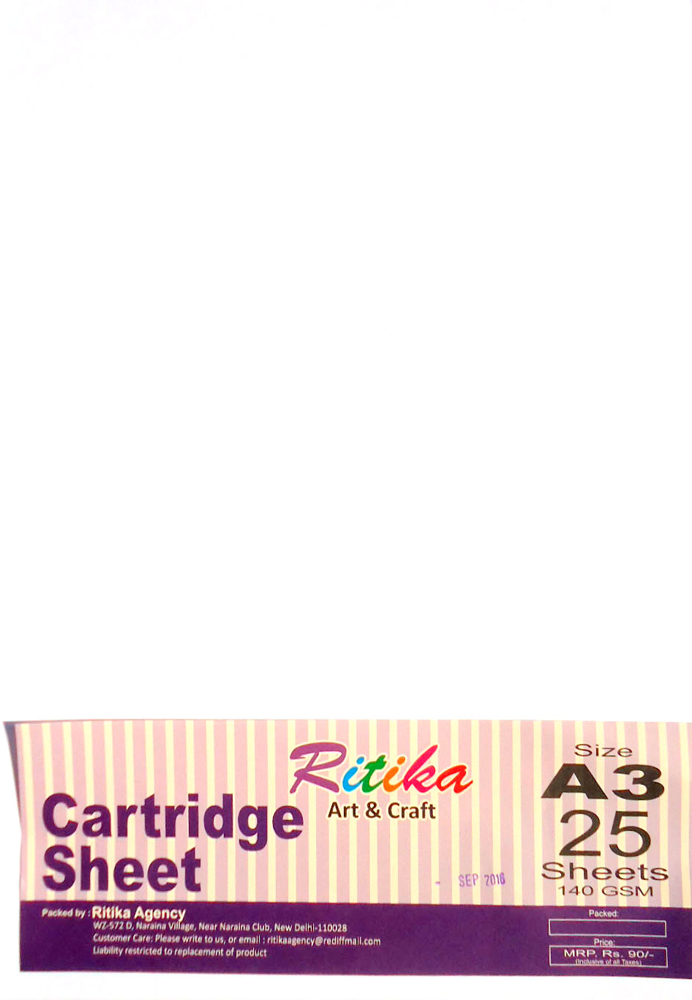 Ritika
Art & Craft
Cartridge
Sheet
Size
A3
25
Sheets
140 GSM
- SEP 2016
Packed by : Ritika Agency
WZ-572 D, Naraina Village, Near Naraina Club, New Delhi-110028
Customer Care: Please write to us, or email : ritikaagency@rediffmail.com
Liability restricted to replacement of product
Packed:
Price:
MRP. Rs. 90/-
(Inclusive of all Taxes)